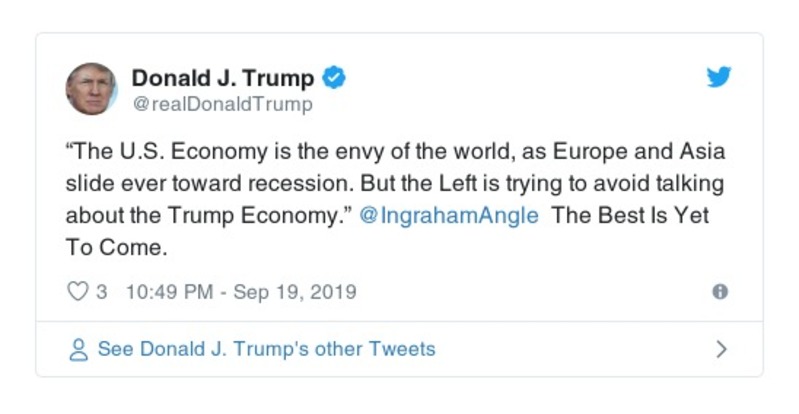 Donald J. Trump
@realDonaldTrump
“The U.S. Economy is the envy of the world, as Europe and Asia
slide ever toward recession. But the Left is trying to avoid talking
about the Trump Economy.” @IngrahamAngle The Best Is Yet
To Come.
3 10:49 PM - Sep 19, 2019
See Donald J. Trump's other Tweets